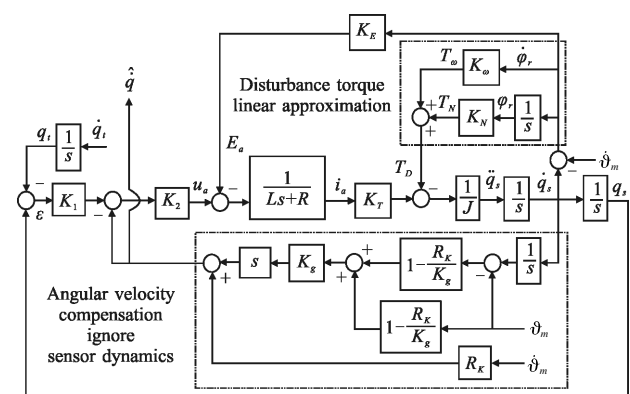 K_E
T_ω
K_ω
φ̇_r
q̂̇
Disturbance torque
linear approximation
+
T_N
K_N
φ_r
1/s
+
q_t
1/s
q̇_t
E_a
T_D
ϑ̇_m
−
−
ε
K_1
−
K_2
u_a
−
1/(Ls+R)
i_a
K_T
−
1/J
q̈_s
1/s
q̇_s
1/s
q_s
+
s
K_g
+
+
1−R_K/K_g
−
1/s
Angular velocity
compensation
ignore
sensor dynamics
+
1−R_K/K_g
ϑ_m
R_K
ϑ̇_m